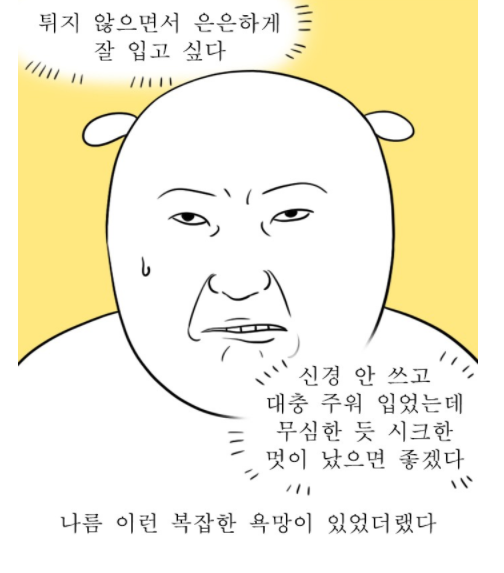 튀지 않으면서 은은하게
잘 입고 싶다
신경 안 쓰고
대충 주워 입었는데
무심한 듯 시크한
멋이 났으면 좋겠다
나름 이런 복잡한 욕망이 있었더랬다